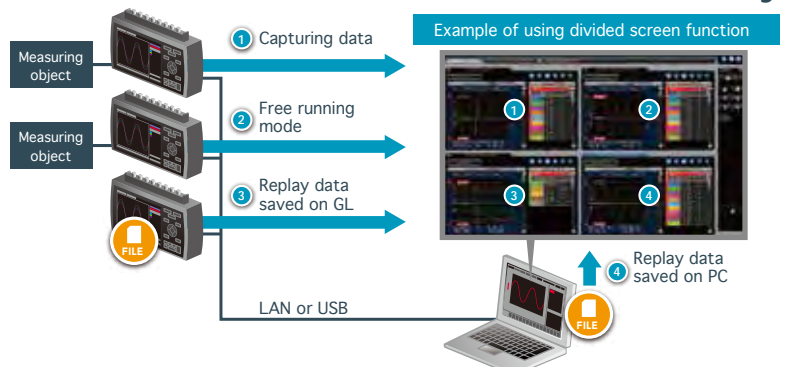 g
Example of using divided screen function
Measuring
object
1 Capturing data
2 Free running
mode
Measuring
object
3 Replay data
saved on GL
FILE
1
2
3
4
4 Replay data
saved on PC
FILE
LAN or USB